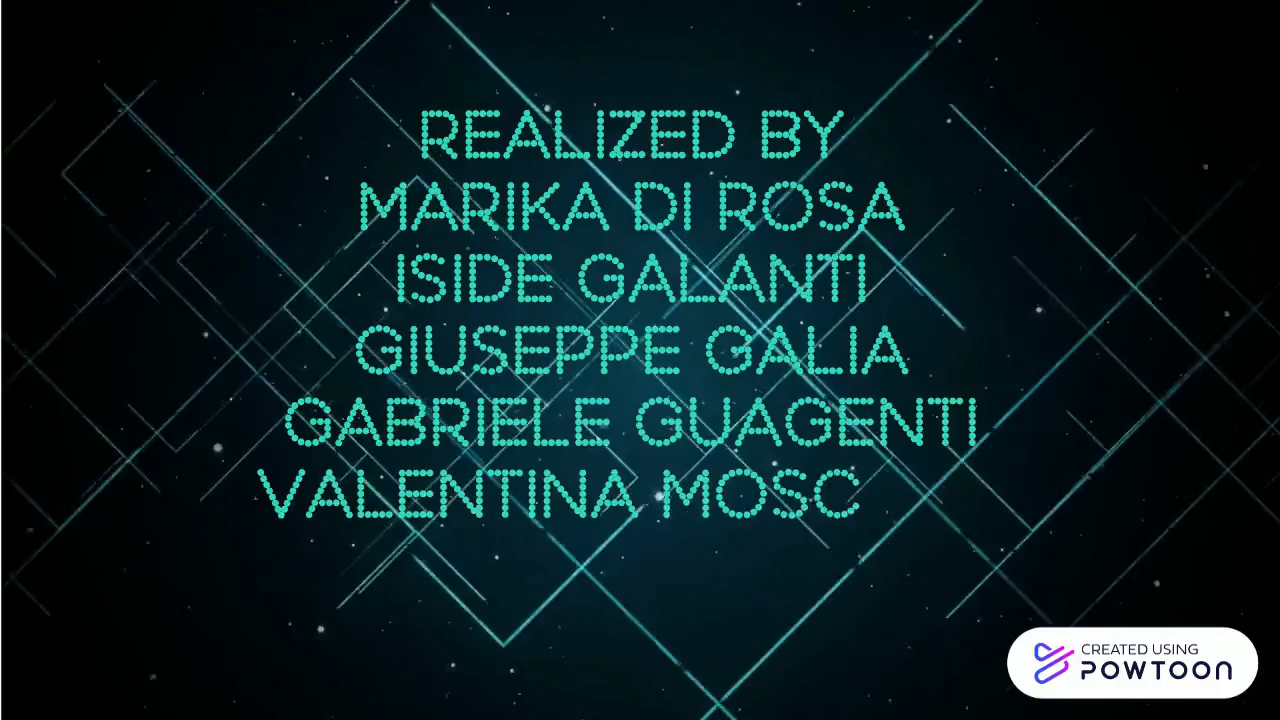 REALIZED BY
MARIKA DI ROSA
ISIDE GALANTI
GIUSEPPE GALIA
GABRIELE GUAGENTI
VALENTINA MOSC
CREATED USING
POWTOON